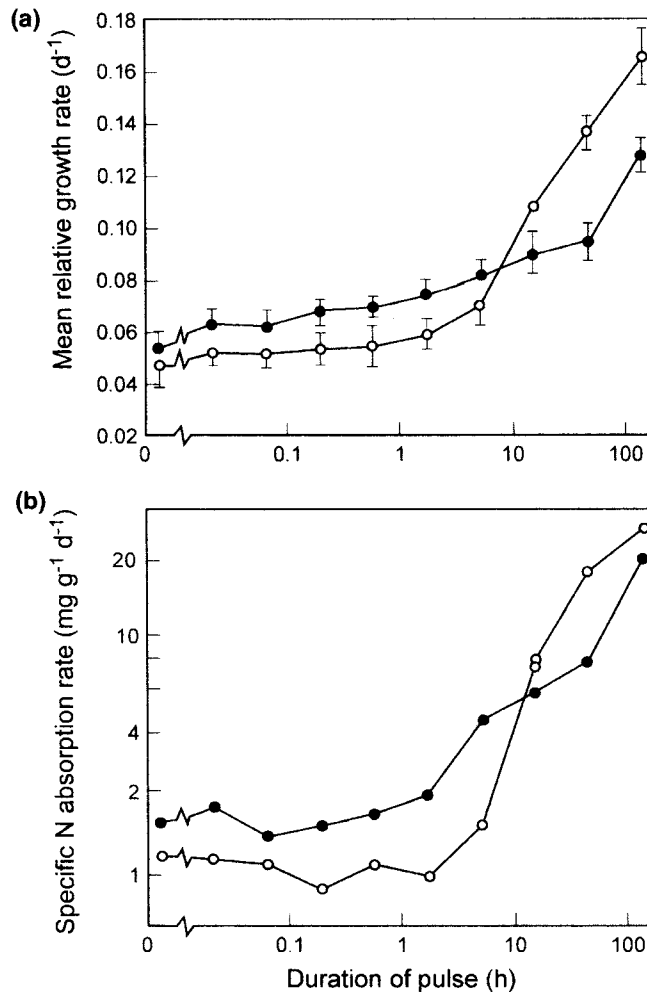 (a)
Mean relative growth rate (d-1)
0.18
0.16
0.14
0.12
0.10
0.08
0.06
0.04
0.02
0 0.1 1 10 100
(b)
Specific N absorption rate (mg g-1 d-1)
20
10
4
2
1
0 0.1 1 10 100
Duration of pulse (h)